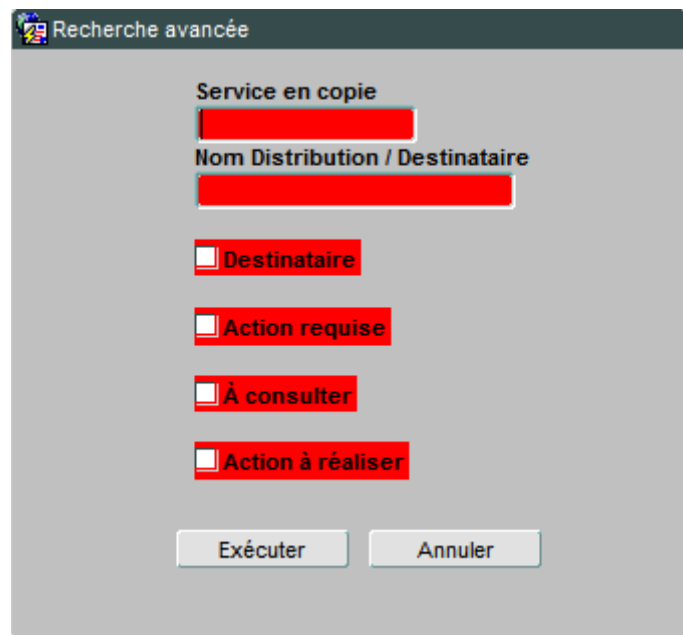 Recherche avancée
Service en copie
Nom Distribution / Destinataire
Destinataire
Action requise
À consulter
Action à réaliser
Exécuter
Annuler